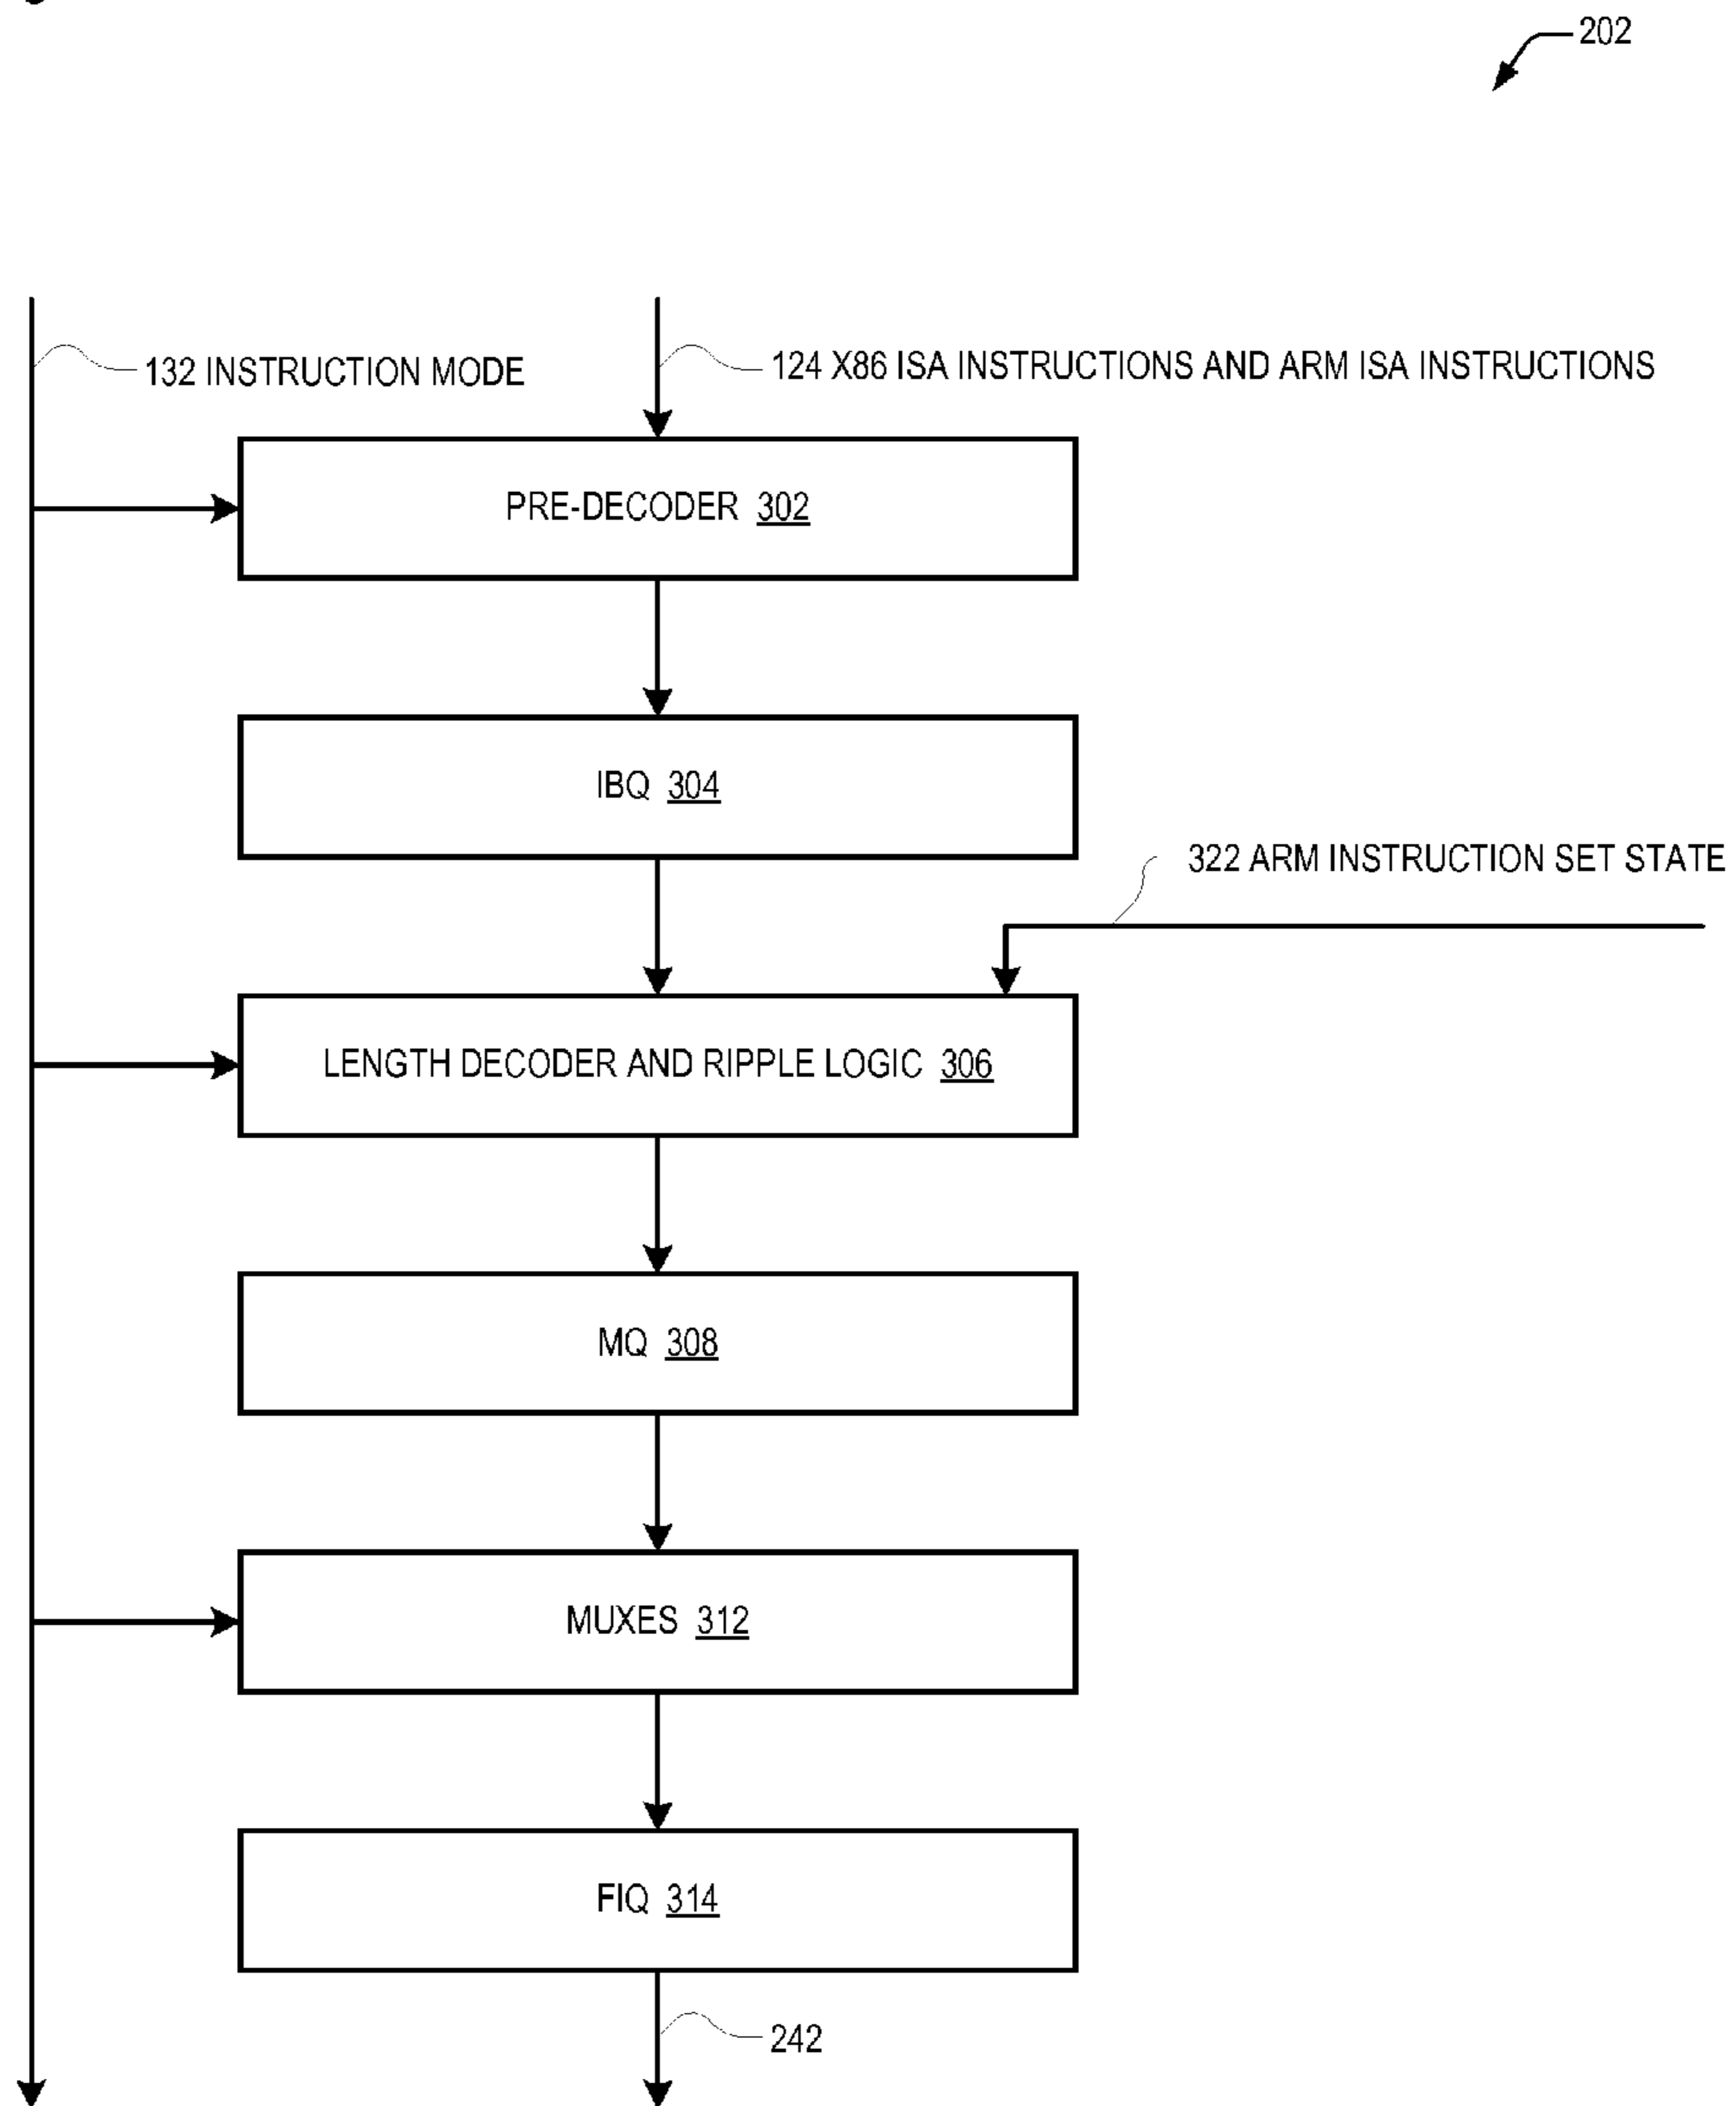 202
132 INSTRUCTION MODE
124 X86 ISA INSTRUCTIONS AND ARM ISA INSTRUCTIONS
PRE-DECODER 302
IBQ 304
322 ARM INSTRUCTION SET STATE
LENGTH DECODER AND RIPPLE LOGIC 306
MQ 308
MUXES 312
FIQ 314
242